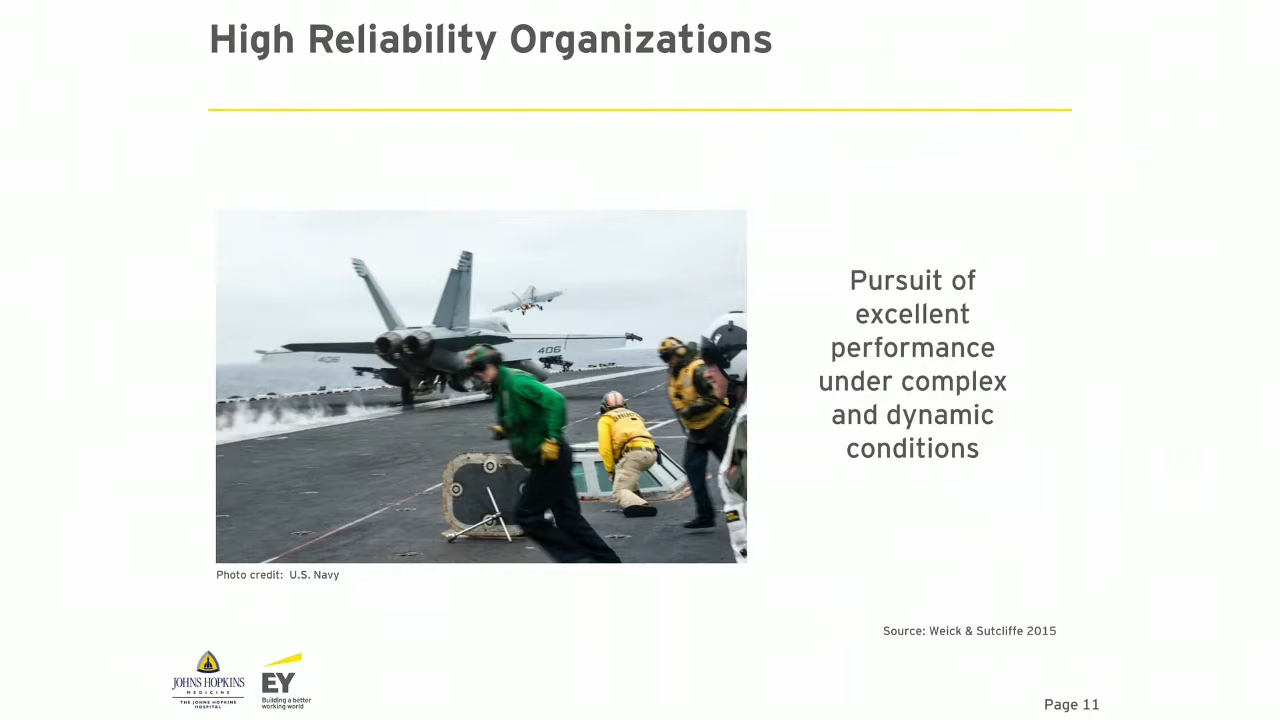 High Reliability Organizations
Pursuit of
excellent
performance
under complex
and dynamic
conditions
406
406
Photo credit: U.S. Navy
Source: Weick & Sutcliffe 2015
JOHNS HOPKINS
MEDICINE
THE JOHNS HOPKINS
HOSPITAL
EY
Building a better
working world
Page 11